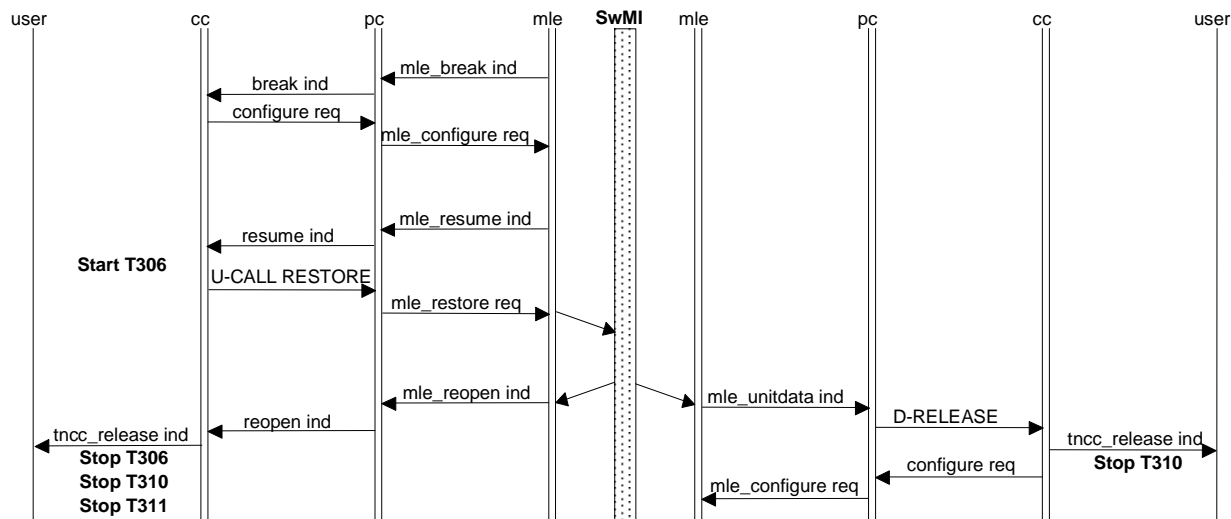 user cc pc mle SwMI mle pc cc user
mle_break ind
break ind
configure req
mle_configure req
mle_resume ind
resume ind
Start T306
U-CALL RESTORE
mle_restore req
mle_reopen ind
mle_unitdata ind
D-RELEASE
reopen ind
tncc_release ind
tncc_release ind
Stop T306
Stop T310
configure req
Stop T310
mle_configure req
Stop T311